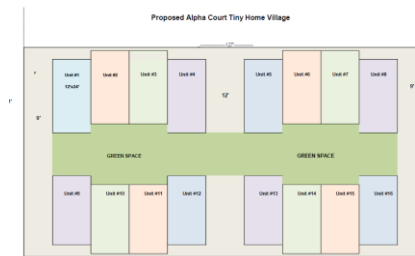 Proposed Alpha Court Tiny Home Village
Unit #1
Unit #2
Unit #3
Unit #4
Unit #5
Unit #6
Unit #7
Unit #8
12'x24'
12'
9'
9'
GREEN SPACE
GREEN SPACE
Unit #9
Unit #10
Unit #11
Unit #12
Unit #13
Unit #14
Unit #15
Unit #16